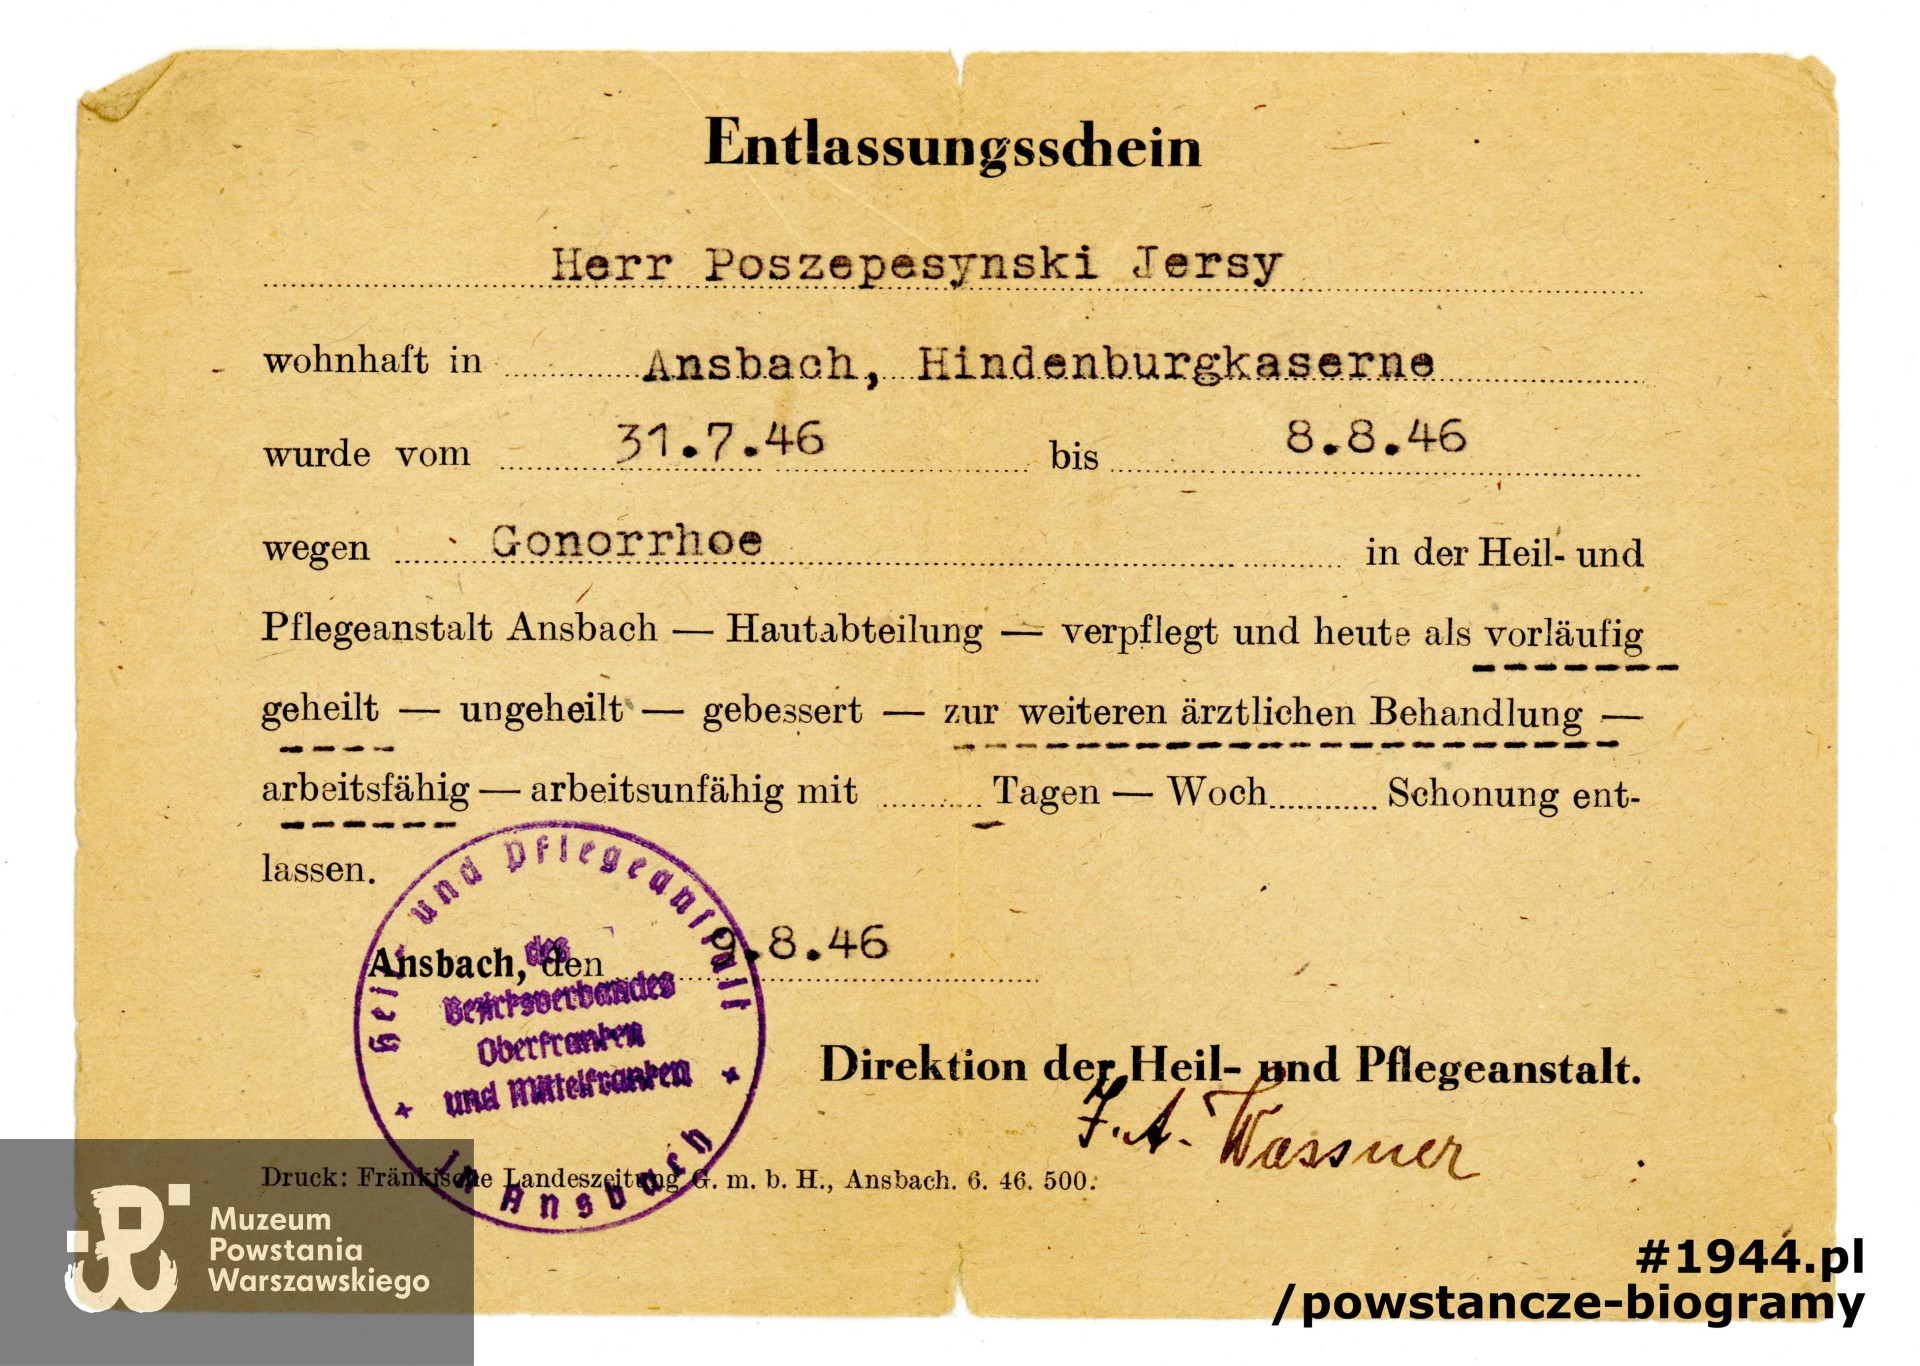 Entlassungsschein
Herr Poszepesynski Jersy
wohnhaft in Ansbach, Hindenburgkaserne
wurde vom 31.7.46 bis 8.8.46
wegen Gonorrhoe in der Heil- und
Pflegeanstalt Ansbach — Hautabteilung — verpflegt und heute als vorläufig
geheilt — ungeheilt — gebessert — zur weiteren ärztlichen Behandlung —
arbeitsfähig — arbeitsunfähig mit ........ Tagen — Woch........ Schonung ent-
lassen.
Heil- und Pflegeanstalt
des
Bezirksverbandes
Oberfranken
und Mittelfranken
in Ansbach
Ansbach, den 9.8.46
Direktion der Heil- und Pflegeanstalt.
J. A. Wassner
Druck: Fränkische Landeszeitung G. m. b. H., Ansbach. 6. 46. 500.
Muzeum
Powstania
Warszawskiego
#1944.pl
/powstancze-biogramy